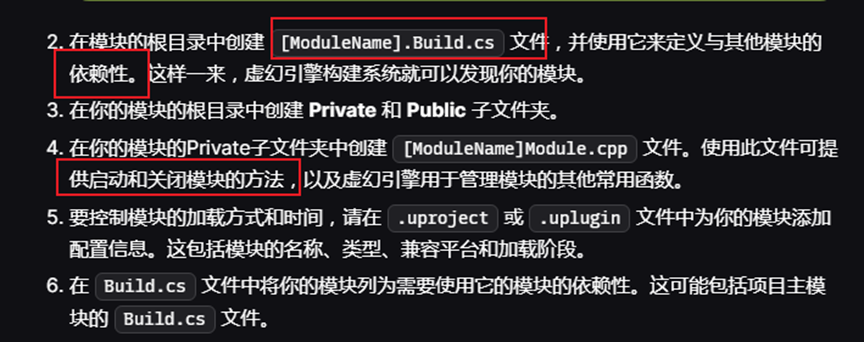 2. 在模块的根目录中创建 [ModuleName].Build.cs 文件，并使用它来定义与其他模块的
依赖性。这样一来，虚幻引擎构建系统就可以发现你的模块。
3. 在你的模块的根目录中创建 Private 和 Public 子文件夹。
4. 在你的模块的Private子文件夹中创建 [ModuleName]Module.cpp 文件。使用此文件可提
供启动和关闭模块的方法，以及虚幻引擎用于管理模块的其他常用函数。
5. 要控制模块的加载方式和时间，请在 .uproject 或 .uplugin 文件中为你的模块添加
配置信息。这包括模块的名称、类型、兼容平台和加载阶段。
6. 在 Build.cs 文件中将你的模块列为需要使用它的模块的依赖性。这可能包括项目主模
块的 Build.cs 文件。